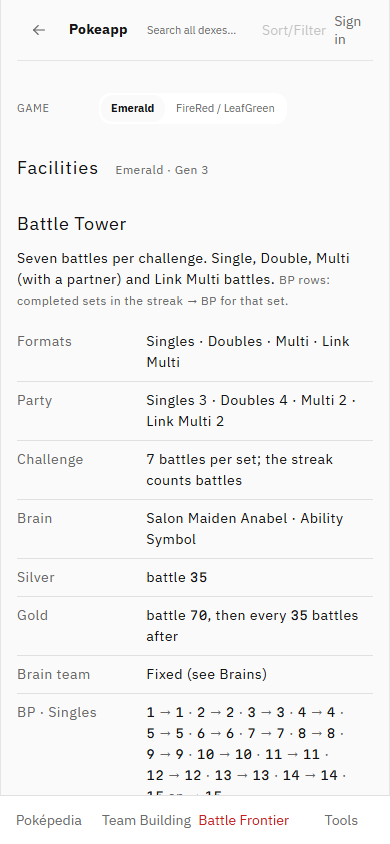 ← Pokeapp Search all dexes... Sort/Filter Sign in
GAME Emerald FireRed / LeafGreen
Facilities Emerald · Gen 3
Battle Tower
Seven battles per challenge. Single, Double, Multi
(with a partner) and Link Multi battles. BP rows:
completed sets in the streak → BP for that set.
Formats Singles · Doubles · Multi · Link
Multi
Party Singles 3 · Doubles 4 · Multi 2 ·
Link Multi 2
Challenge 7 battles per set; the streak
counts battles
Brain Salon Maiden Anabel · Ability
Symbol
Silver battle 35
Gold battle 70, then every 35 battles
after
Brain team Fixed (see Brains)
BP · Singles 1 → 1 · 2 → 2 · 3 → 3 · 4 → 4 ·
5 → 5 · 6 → 6 · 7 → 7 · 8 → 8 ·
9 → 9 · 10 → 10 · 11 → 11 ·
12 → 12 · 13 → 13 · 14 → 14 ·
Poképedia Team Building Battle Frontier Tools